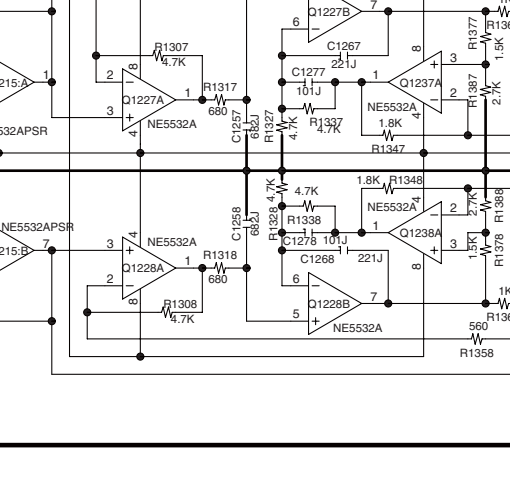 Q1227B
7
6
R1377
1.5K
R136
C1267
221J
R1307
4.7K
8
8
3
2
1
Q1227A
1
R1317
680
C1277
101J
1
Q1237A
R1387
2.7K
215:A
1
3
NE5532A
4
C1257
682J
R1327
4.7K
R1337
4.7K
NE5532A
4
2
1.8K
R1347
532APSR
4.7K
R1328
4.7K
1.8K
R1348
NE5532A
4
2
2.7K
R1388
NE5532APSR
215:B
7
3
4
NE5532A
Q1228A
1
2
8
R1318
680
C1258
682J
R1338
C1278
101J
1
Q1238A
3
8
1.5K
R1378
C1268
221J
R1308
4.7K
6
Q1228B
7
5
NE5532A
1K
R136
560
R1358